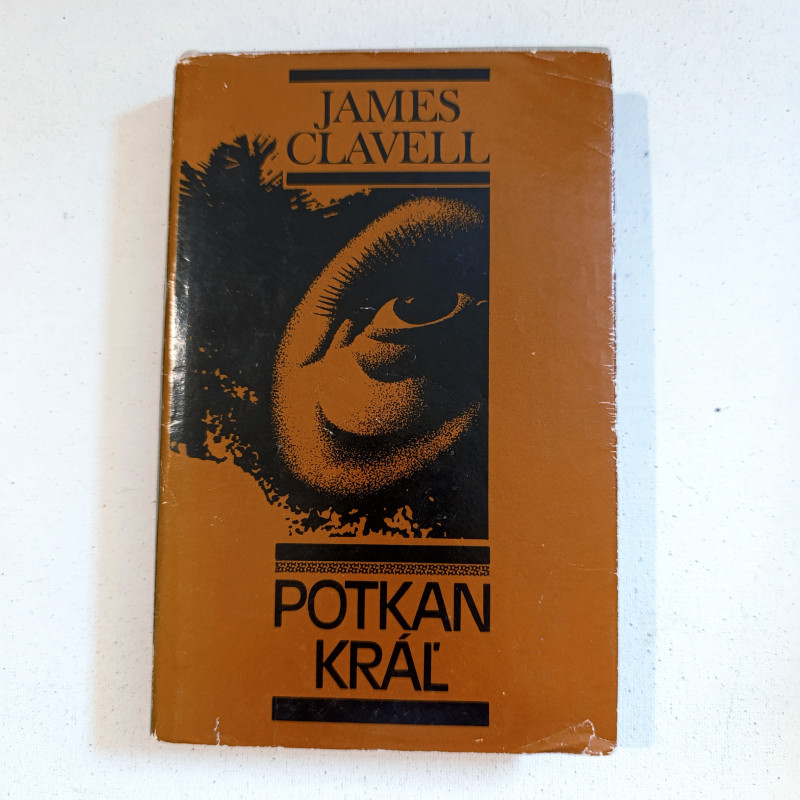 JAMES
CLAVELL
POTKAN
KRÁĽ